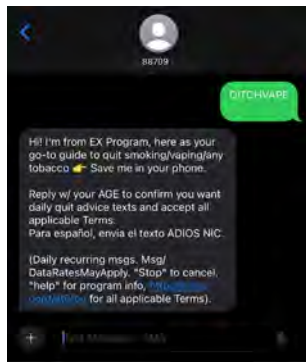 88709
DITCHVAPE
Hi! I'm from EX Program, here as your
go-to guide to quit smoking/vaping/any
tobacco 👉 Save me in your phone.
Reply w/ your AGE to confirm you want
daily quit advice texts and accept all
applicable Terms.
Para español, envia el texto ADIOS NIC.
(Daily recurring msgs. Msg/
DataRatesMayApply. "Stop" to cancel.
"help" for program info,
for all applicable Terms).